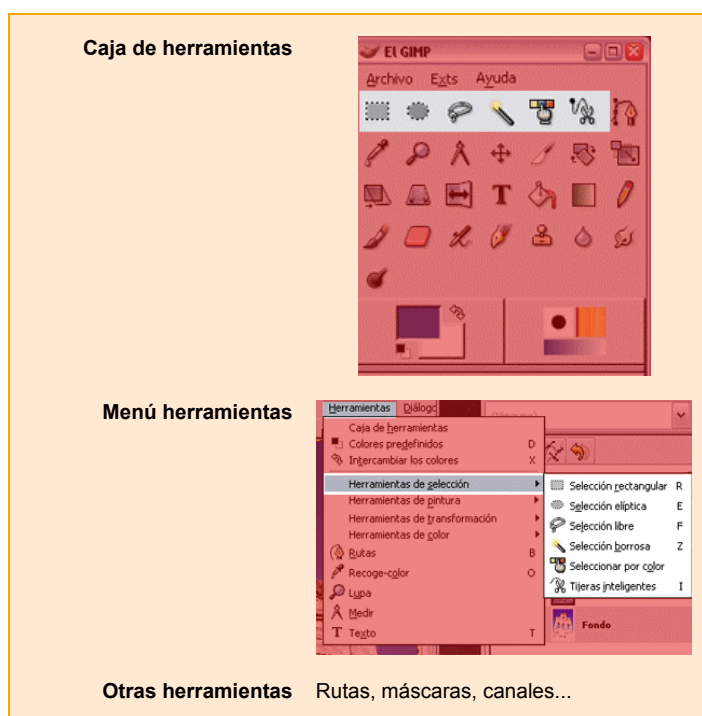 Caja de herramientas
El GIMP
Archivo Exts Ayuda
Menú herramientas
Herramientas Diálogo
Caja de herramientas
Colores predefinidos D
Intercambiar los colores X
Herramientas de selección
Herramientas de pintura
Herramientas de transformación
Herramientas de color
Rutas B
Recoge-color O
Lupa
Medir
Texto T
Selección rectangular R
Selección elíptica E
Selección libre F
Selección borrosa Z
Seleccionar por color
Tijeras inteligentes I
Fondo
Otras herramientas Rutas, máscaras, canales...